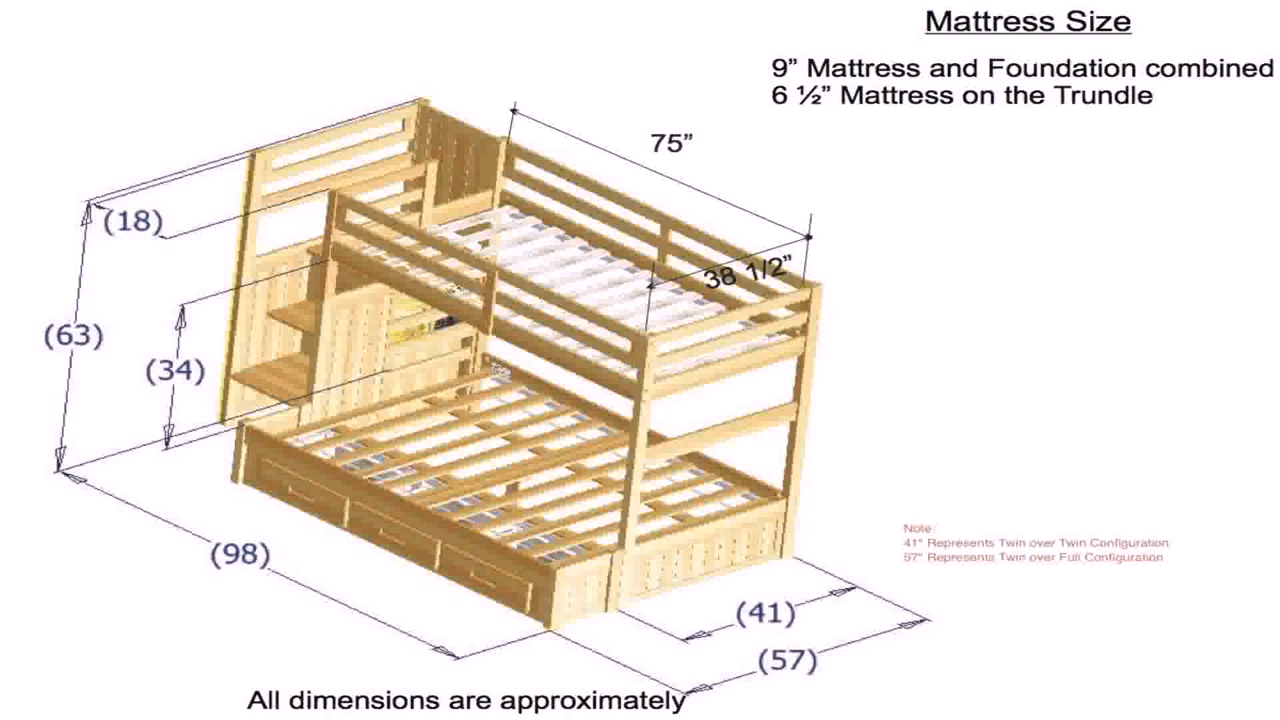 Mattress Size
9” Mattress and Foundation combined
6 ½” Mattress on the Trundle
75”
(18)
38 1/2”
(63)
(34)
Note:
41" Represents Twin over Twin Configuration
57" Represents Twin over Full Configuration
(98)
(41)
(57)
All dimensions are approximately